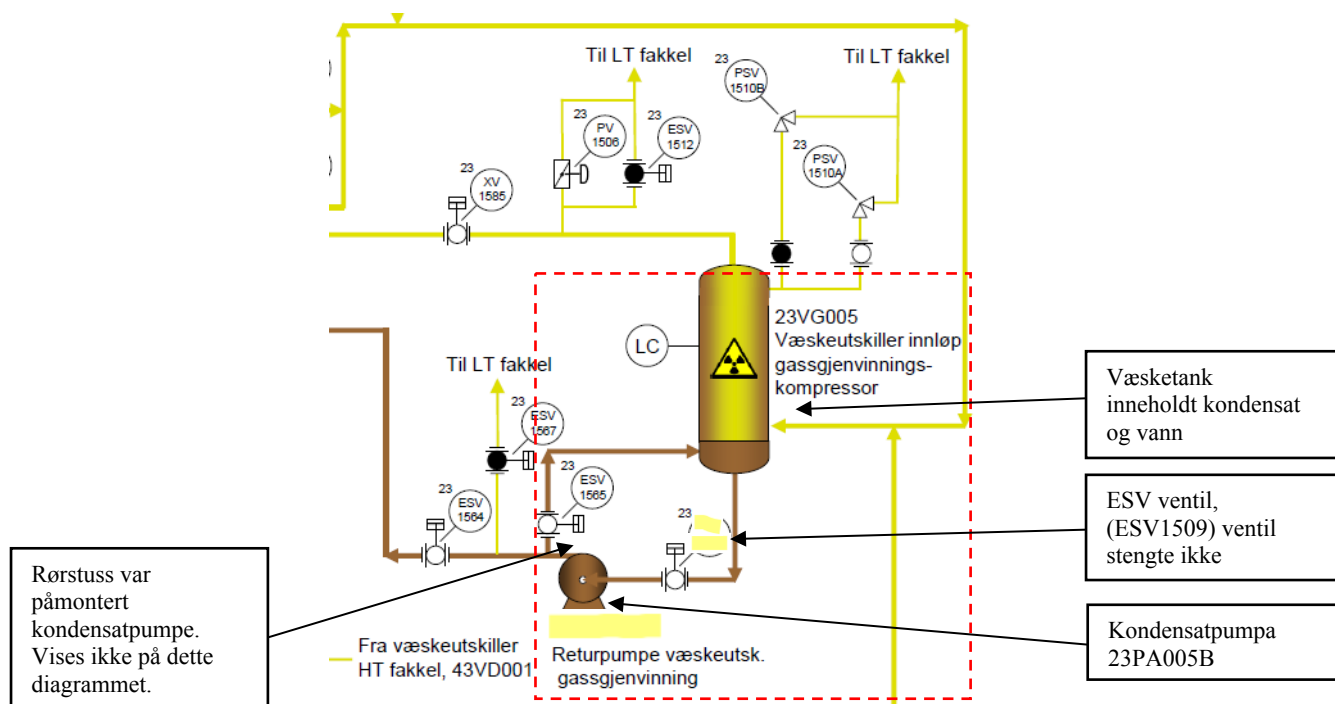 Til LT fakkel
23
PSV
1510B
Til LT fakkel
23
PV
1506
23
ESV
1512
23
PSV
1510A
23
XV
1585
LC
23VG005
Væskeutskiller innløp
gassgjenvinnings-
kompressor
Til LT fakkel
23
ESV
1567
23
ESV
1565
23
ESV
1564
23
Væsketank
inneholdt kondensat
og vann
ESV ventil,
(ESV1509) ventil
stengte ikke
Kondensatpumpa
23PA005B
Rørstuss var
påmontert
kondensatpumpe.
Vises ikke på dette
diagrammet.
Fra væskeutskiller
HT fakkel, 43VD001
Returpumpe væskeutsk.
gassgjenvinning